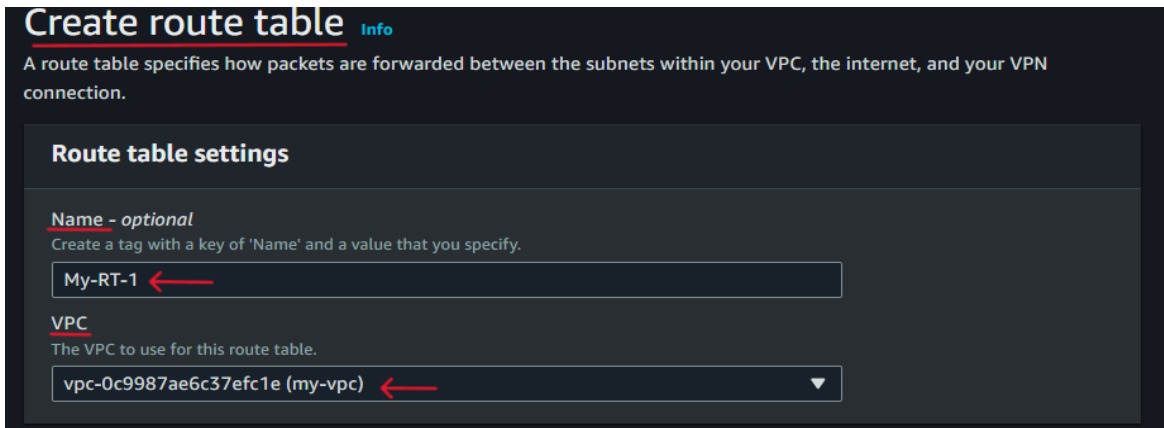 Create route table Info
A route table specifies how packets are forwarded between the subnets within your VPC, the internet, and your VPN
connection.
Route table settings
Name - optional
Create a tag with a key of 'Name' and a value that you specify.
My-RT-1
VPC
The VPC to use for this route table.
vpc-0c9987ae6c37efc1e (my-vpc)